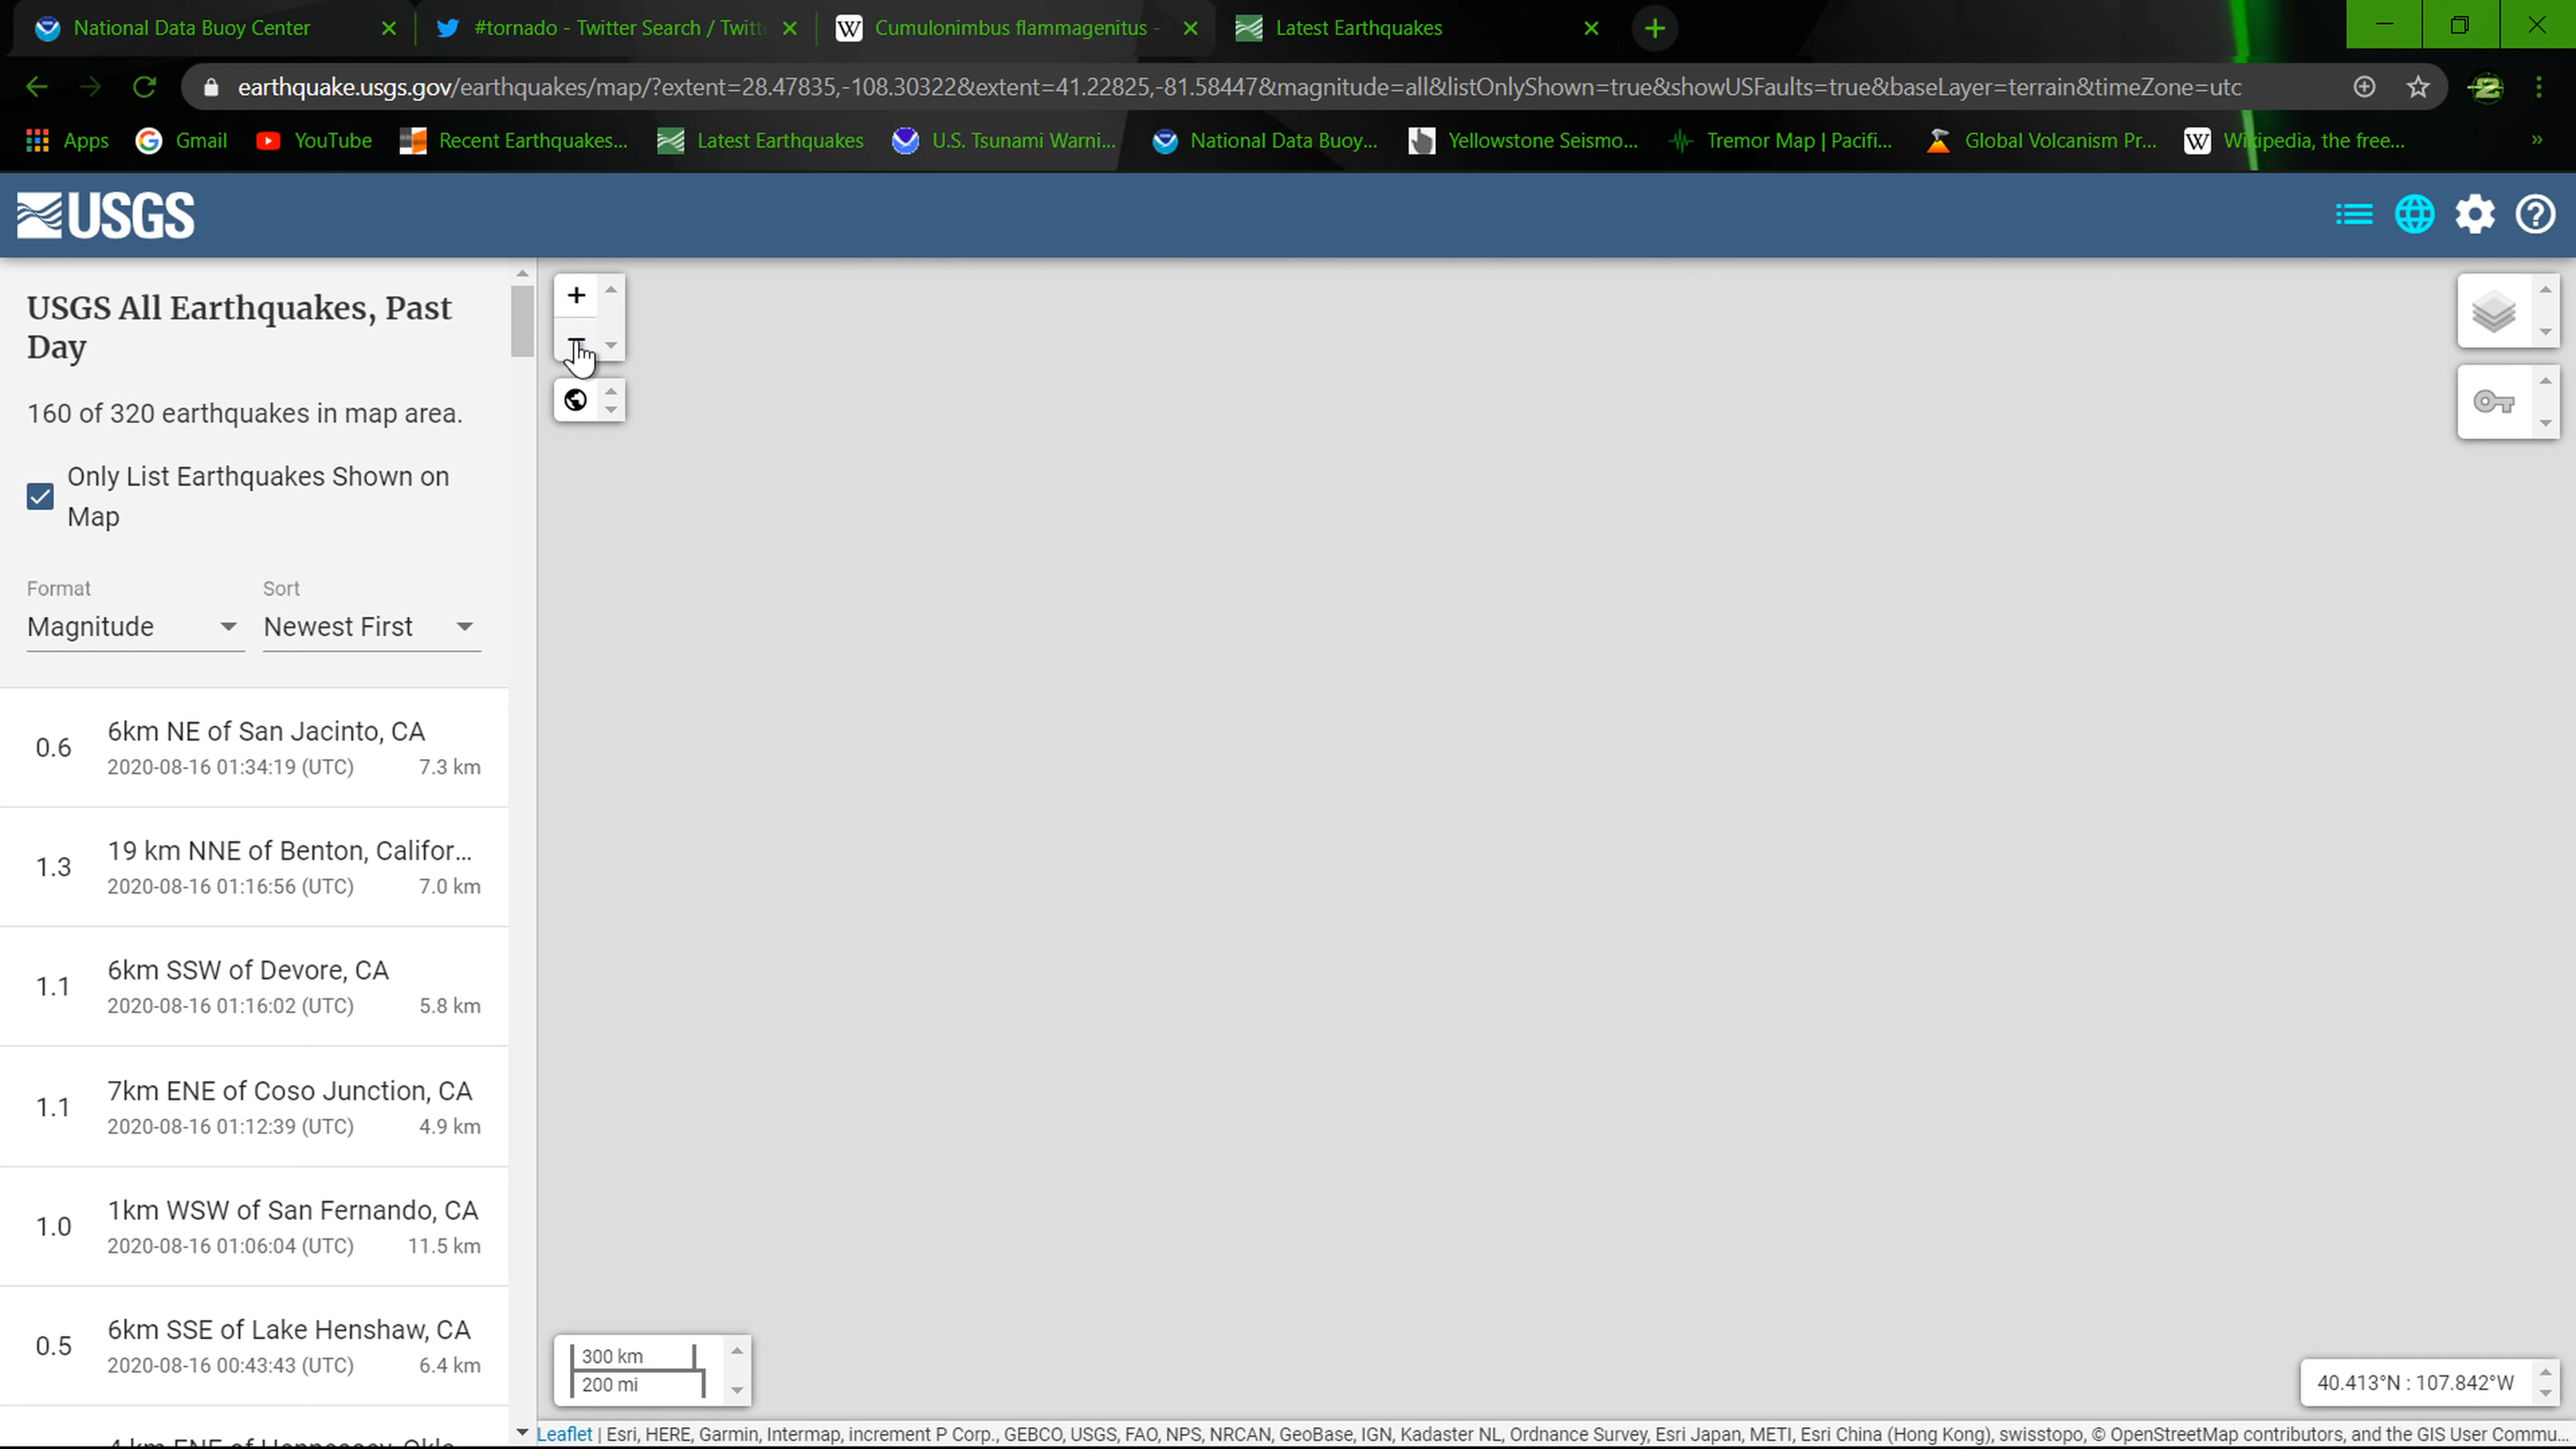 National Data Buoy Center
#tornado - Twitter Search / Twitt
Cumulonimbus flammagenitus -
Latest Earthquakes
earthquake.usgs.gov/earthquakes/map/?extent=28.47835,-108.30322&extent=41.22825,-81.58447&magnitude=all&listOnlyShown=true&showUSFaults=true&baseLayer=terrain&timeZone=utc
Apps
Gmail
YouTube
Recent Earthquakes...
Latest Earthquakes
U.S. Tsunami Warni...
National Data Buoy...
Yellowstone Seismo...
Tremor Map | Pacifi...
Global Volcanism Pr...
Wikipedia, the free...
»
USGS
USGS All Earthquakes, Past
Day
160 of 320 earthquakes in map area.
Only List Earthquakes Shown on
Map
Format
Sort
Magnitude
Newest First
0.6
6km NE of San Jacinto, CA
2020-08-16 01:34:19 (UTC)
7.3 km
1.3
19 km NNE of Benton, Califor...
2020-08-16 01:16:56 (UTC)
7.0 km
1.1
6km SSW of Devore, CA
2020-08-16 01:16:02 (UTC)
5.8 km
1.1
7km ENE of Coso Junction, CA
2020-08-16 01:12:39 (UTC)
4.9 km
1.0
1km WSW of San Fernando, CA
2020-08-16 01:06:04 (UTC)
11.5 km
0.5
6km SSE of Lake Henshaw, CA
2020-08-16 00:43:43 (UTC)
6.4 km
4 km ENE of Hennessey, Okla...
300 km
200 mi
40.413°N : 107.842°W
Leaflet | Esri, HERE, Garmin, Intermap, increment P Corp., GEBCO, USGS, FAO, NPS, NRCAN, GeoBase, IGN, Kadaster NL, Ordnance Survey, Esri Japan, METI, Esri China (Hong Kong), swisstopo, © OpenStreetMap contributors, and the GIS User Commu...